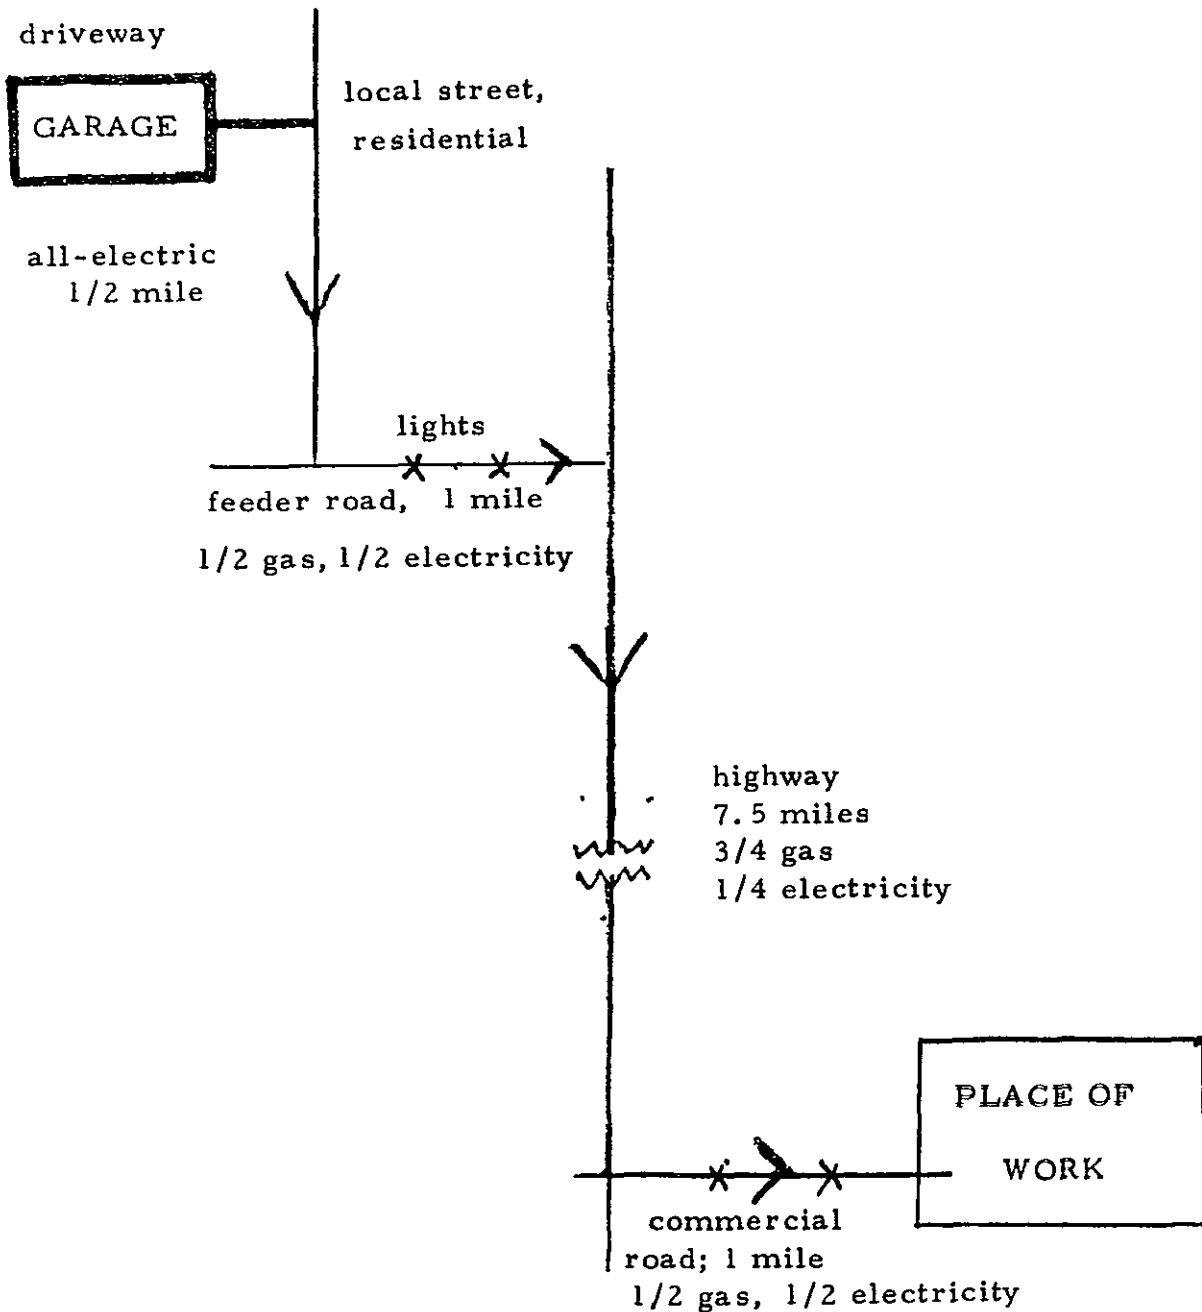 driveway
GARAGE
local street,
residential
all-electric
1/2 mile
lights
feeder road, 1 mile
1/2 gas, 1/2 electricity
highway
7.5 miles
3/4 gas
1/4 electricity
PLACE OF
WORK
commercial
road; 1 mile
1/2 gas, 1/2 electricity